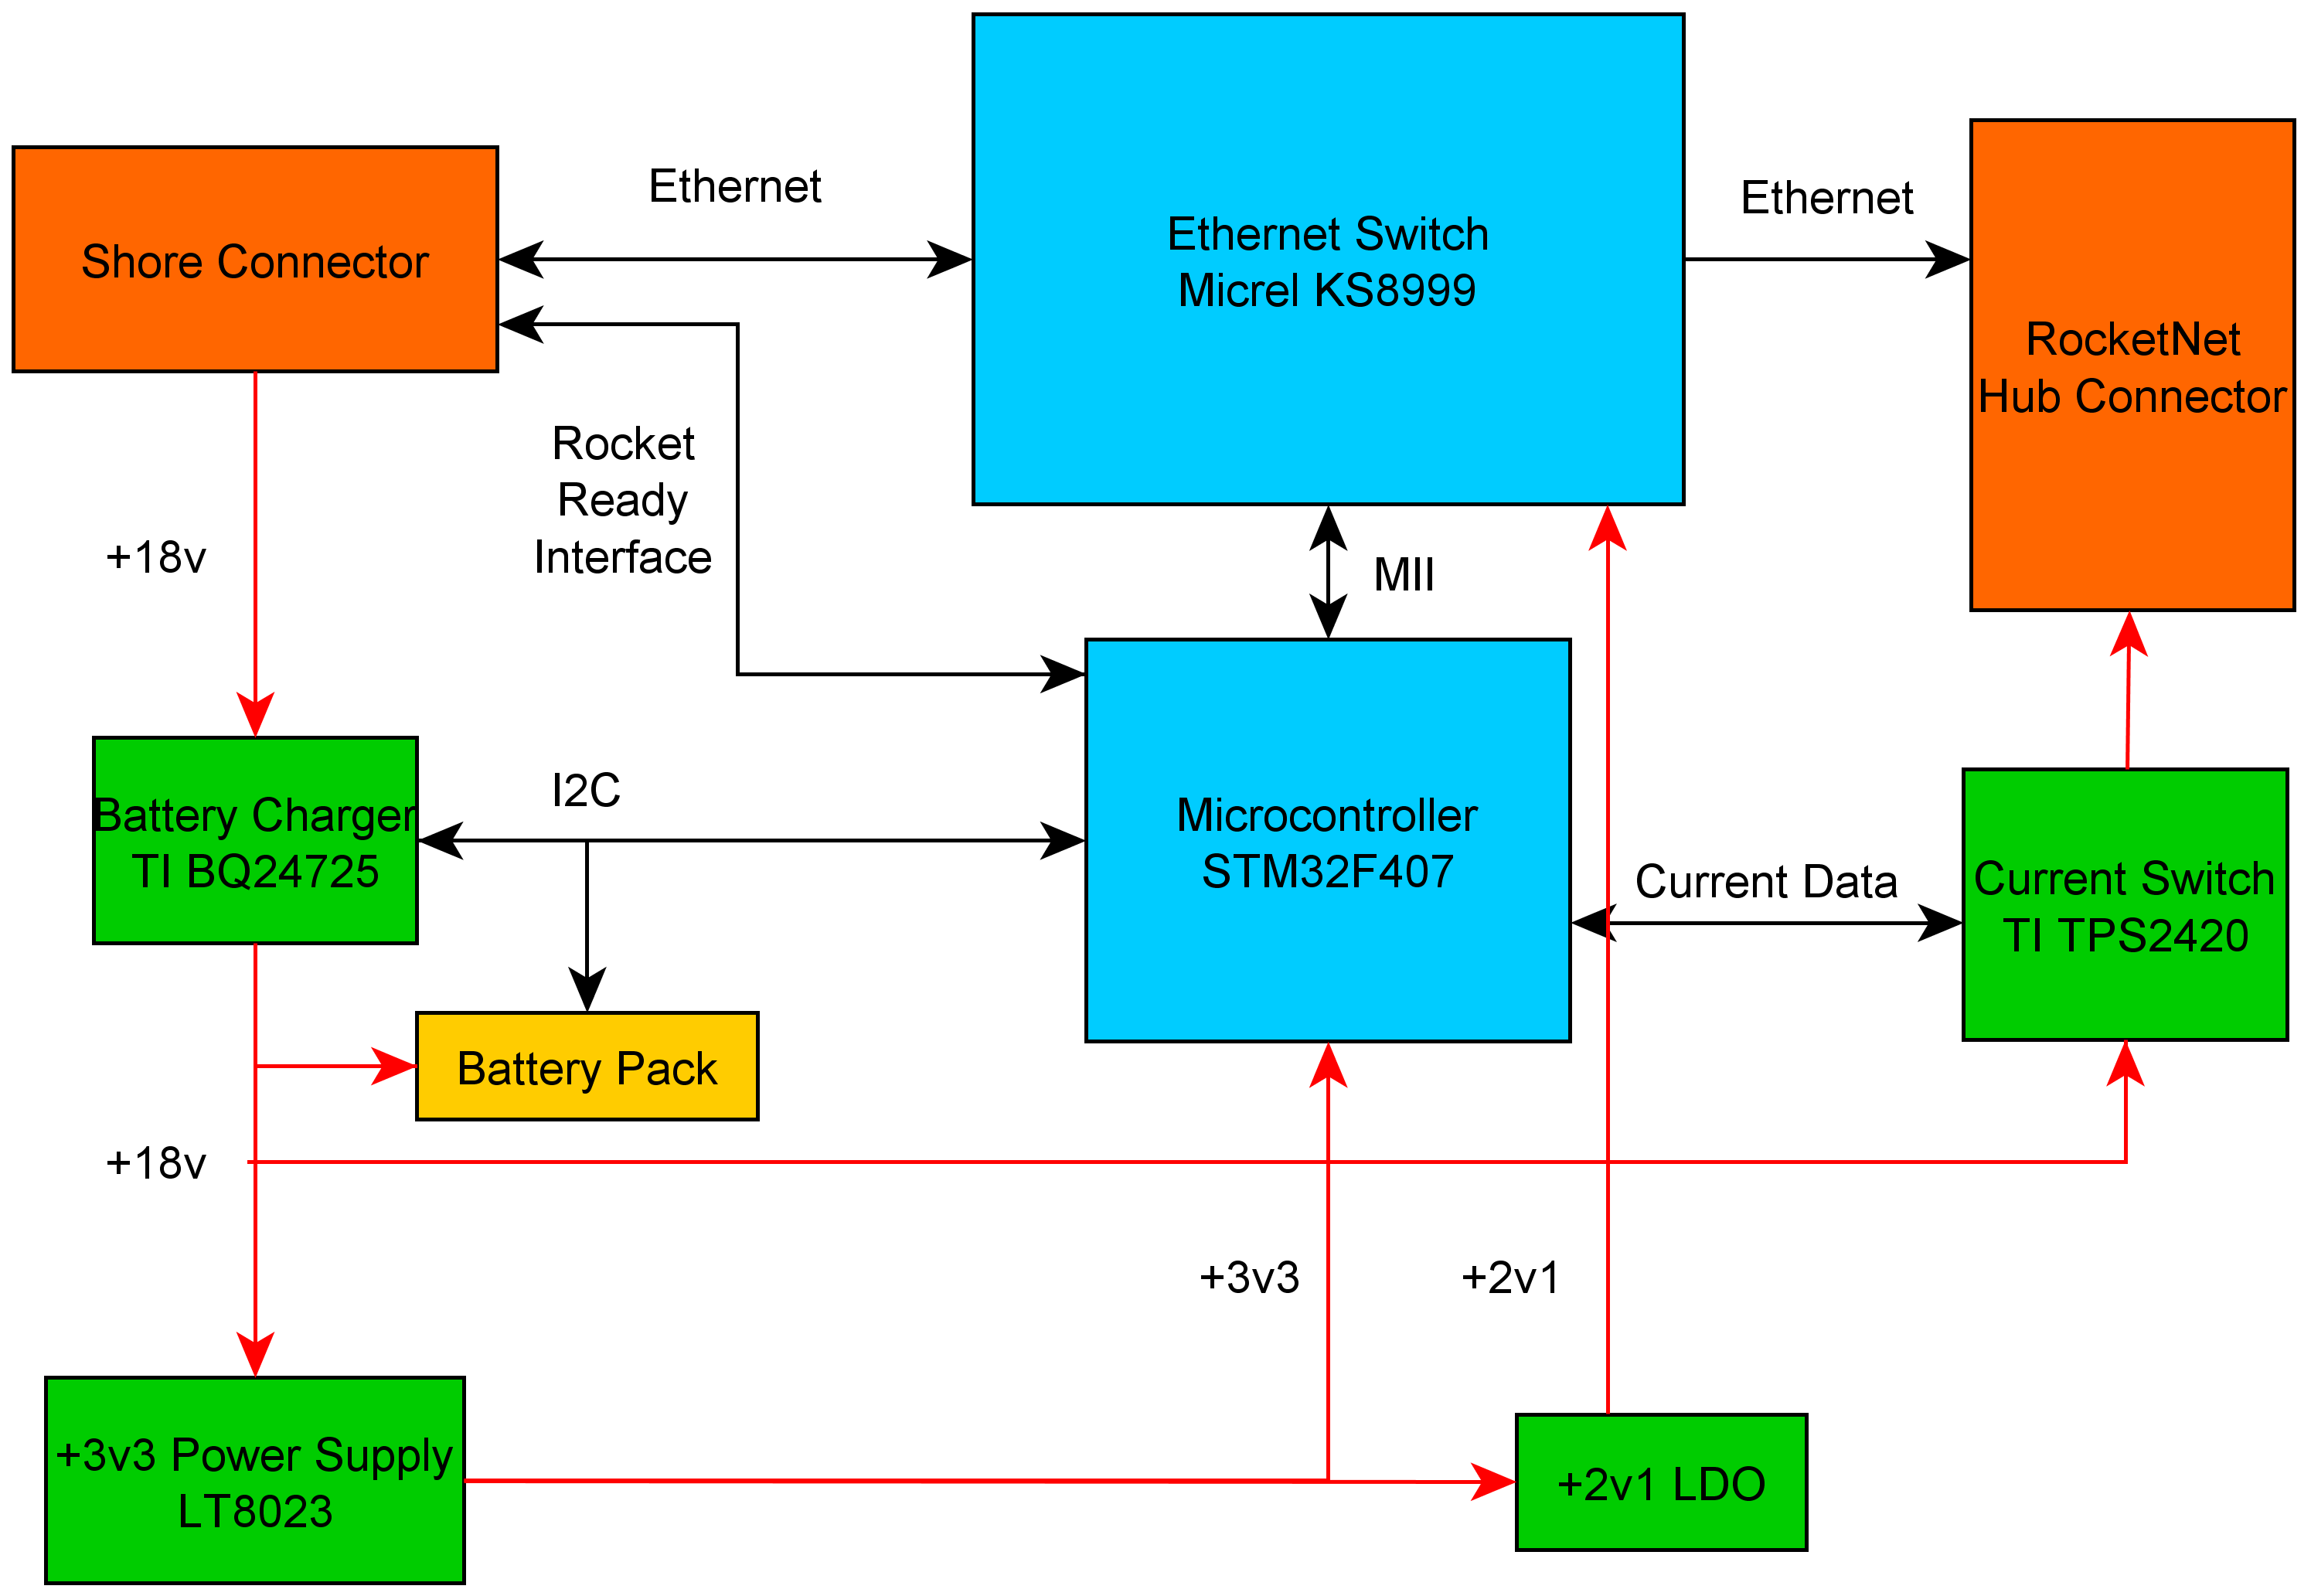 Ethernet
Ethernet
Shore Connector
Ethernet Switch
Micrel KS8999
RocketNet
Hub Connector
Rocket
Ready
Interface
+18v
MII
I2C
Battery Charger
TI BQ24725
Microcontroller
STM32F407
Current Data
Current Switch
TI TPS2420
Battery Pack
+18v
+3v3
+2v1
+3v3 Power Supply
LT8023
+2v1 LDO